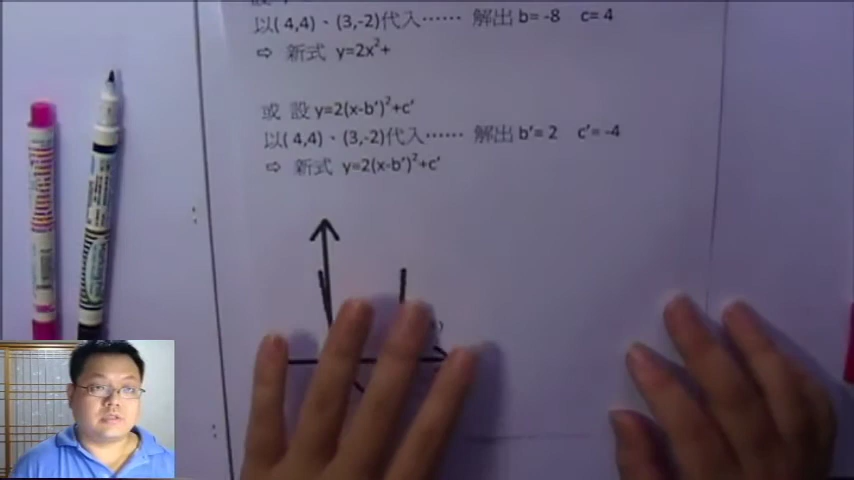 以( 4,4)、(3,-2)代入…… 解出 b= -8 c= 4
⇨ 新式 y=2x²+
或 設 y=2(x-b')²+c'
以( 4,4)、(3,-2)代入…… 解出 b'= 2 c'= -4
⇨ 新式 y=2(x-b')²+c'